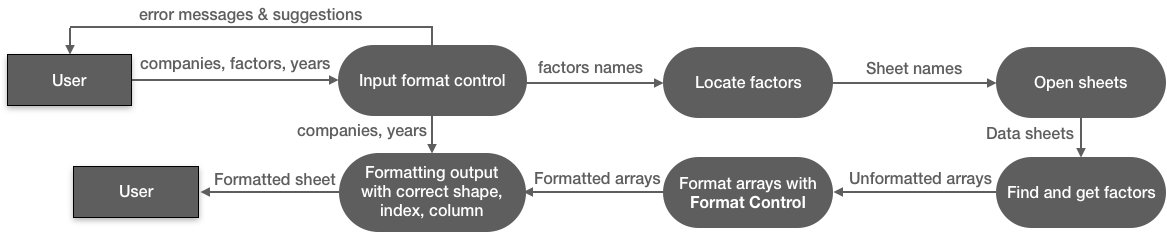 error messages & suggestions
User
companies, factors, years
Input format control
factors names
Locate factors
Sheet names
Open sheets
companies, years
Data sheets
User
Formatted sheet
Formatting output
with correct shape,
index, column
Formatted arrays
Format arrays with
Format Control
Unformatted arrays
Find and get factors